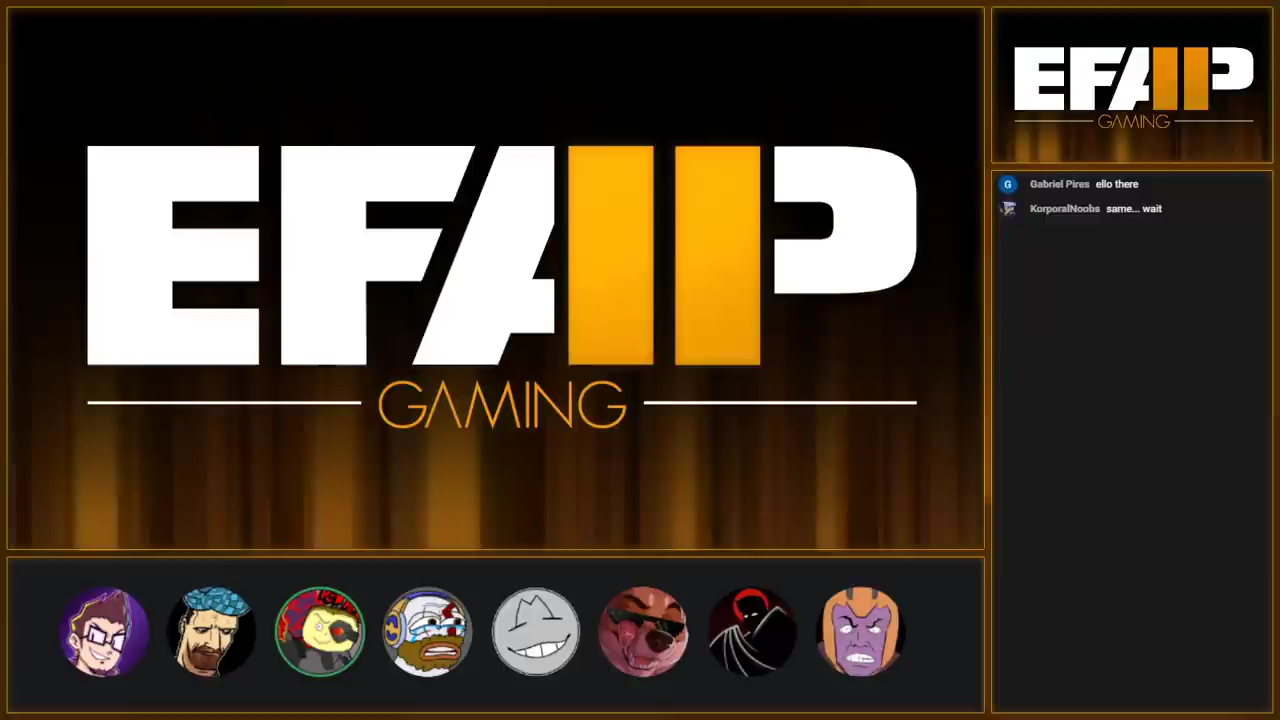 EFAP
GAMING
EFAP
GAMING
G
Gabriel Pires ello there
KorporalNoobs same... wait